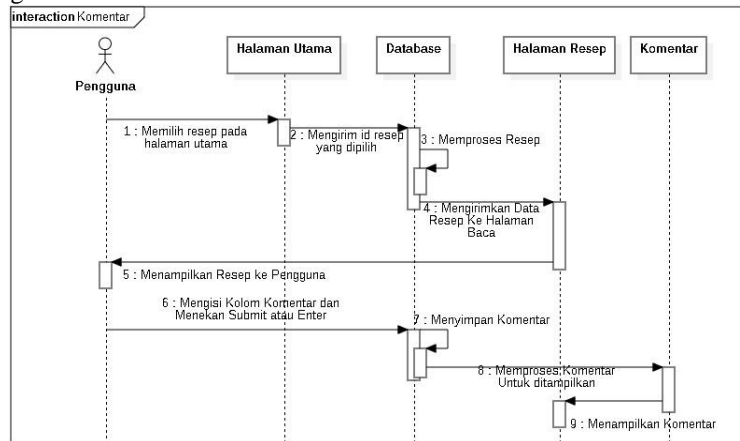 interaction Komentar
Halaman Utama
Database
Halaman Resep
Komentar
Pengguna
1 : Memilih resep pada
halaman utama
2 : Mengirim id resep
yang dipilih
3 : Memproses Resep
4 : Mengirimkan Data
Resep Ke Halaman
Baca
5 : Menampilkan Resep ke Pengguna
6 : Mengisi Kolom Komentar dan
Menekan Submit atau Enter
7 : Menyimpan Komentar
8 : Memproses Komentar
Untuk ditampilkan
9 : Menampilkan Komentar